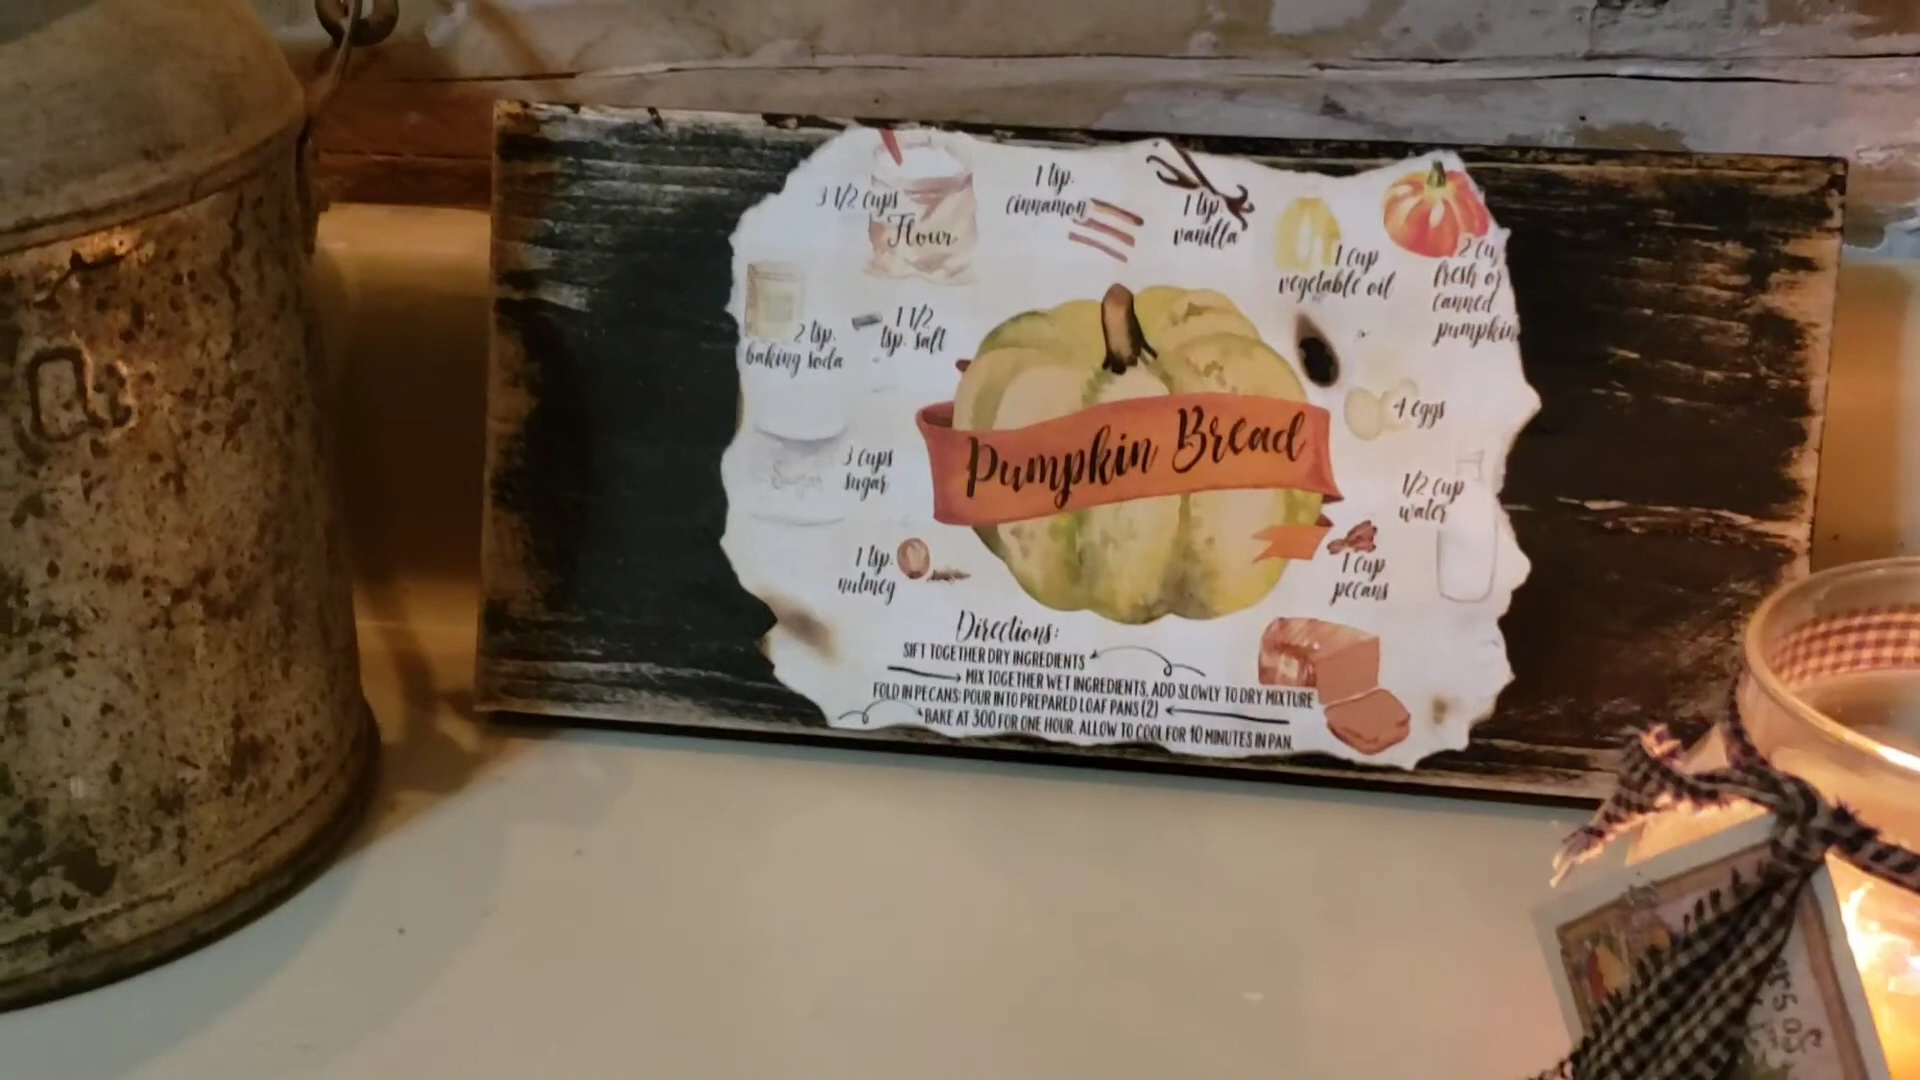 3 1/2 cups
Flour
1 tsp.
cinnamon
1 tsp.
vanilla
1 cup
vegetable oil
2 cu
fresh or
canned
pumpkin
2 tsp.
baking soda
1 1/2
tsp. salt
4 eggs
Pumpkin Bread
3 cups
sugar
Sugar
1/2 cup
water
1 tsp.
nutmeg
1 cup
pecans
Directions:
SIFT TOGETHER DRY INGREDIENTS
MIX TOGETHER WET INGREDIENTS, ADD SLOWLY TO DRY MIXTURE
FOLD IN PECANS: POUR INTO PREPARED LOAF PANS (2)
BAKE AT 300 FOR ONE HOUR. ALLOW TO COOL FOR 10 MINUTES IN PAN.